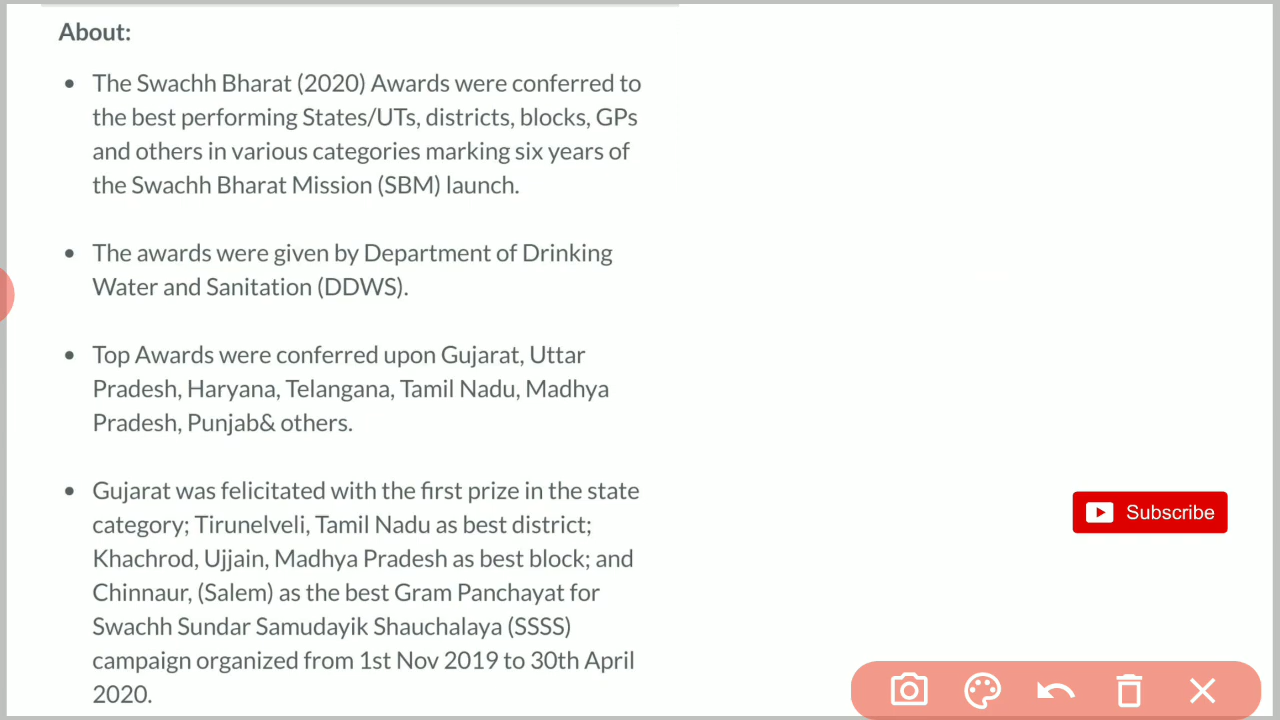 About:
The Swachh Bharat (2020) Awards were conferred to
the best performing States/UTs, districts, blocks, GPs
and others in various categories marking six years of
the Swachh Bharat Mission (SBM) launch.
The awards were given by Department of Drinking
Water and Sanitation (DDWS).
Top Awards were conferred upon Gujarat, Uttar
Pradesh, Haryana, Telangana, Tamil Nadu, Madhya
Pradesh, Punjab& others.
Gujarat was felicitated with the first prize in the state
category; Tirunelveli, Tamil Nadu as best district;
Khachrod, Ujjain, Madhya Pradesh as best block; and
Chinnaur, (Salem) as the best Gram Panchayat for
Swachh Sundar Samudayik Shauchalaya (SSSS)
campaign organized from 1st Nov 2019 to 30th April
2020.
Subscribe